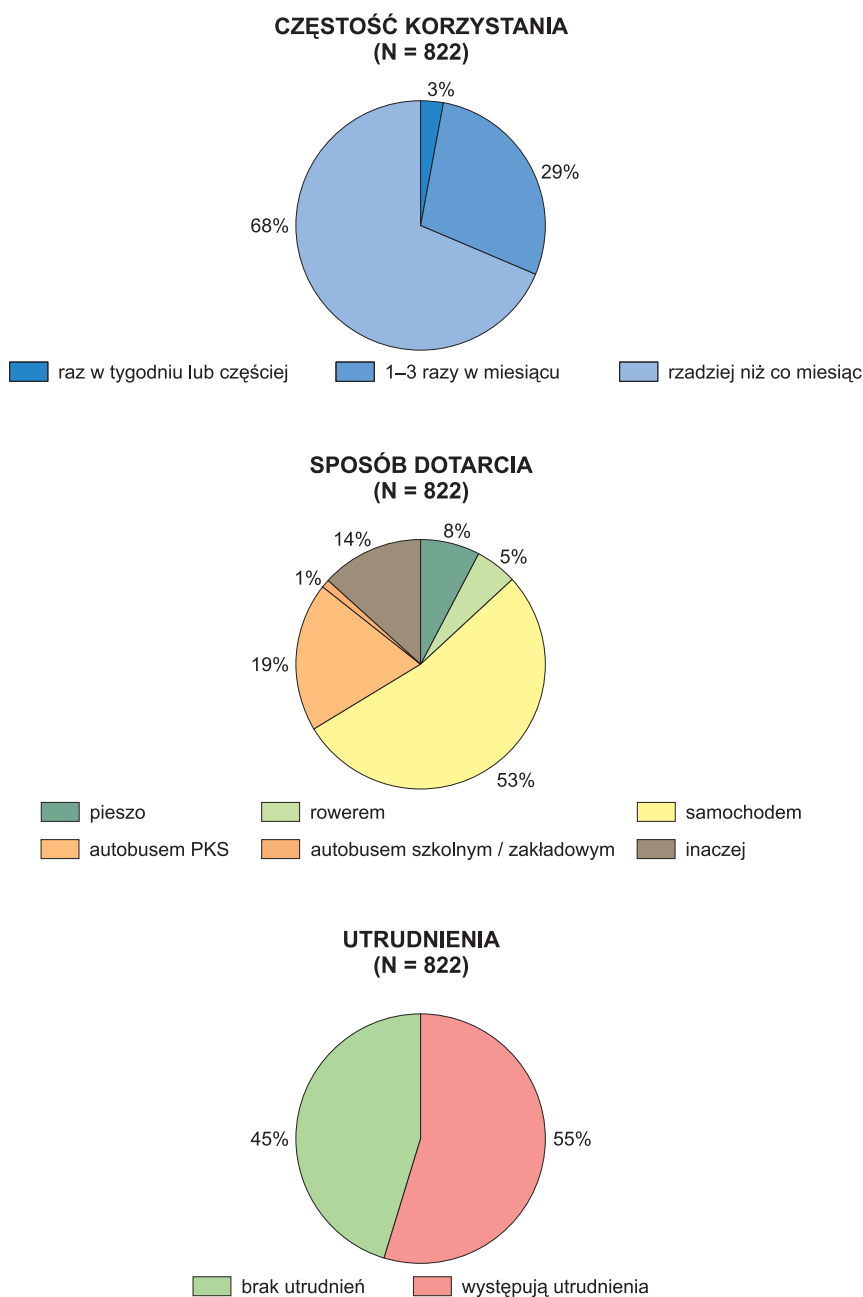 CZĘSTOŚĆ KORZYSTANIA
(N = 822)
3%
29%
68%
raz w tygodniu lub częściej
1–3 razy w miesiącu
rzadziej niż co miesiąc
SPOSÓB DOTARCIA
(N = 822)
14%
8%
5%
1%
19%
53%
pieszo
rowerem
samochodem
autobusem PKS
autobusem szkolnym / zakładowym
inaczej
UTRUDNIENIA
(N = 822)
45%
55%
brak utrudnień
występują utrudnienia